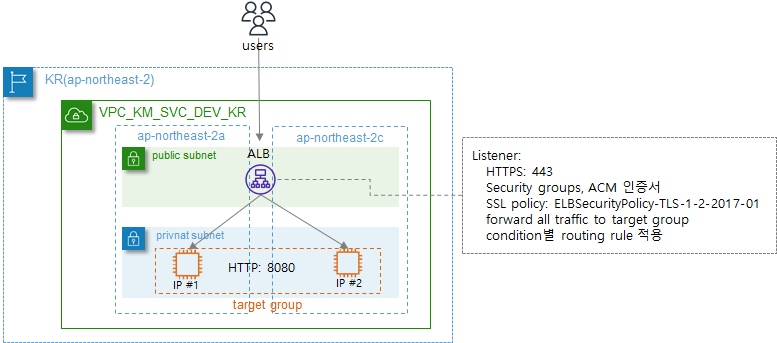 users
KR(ap-northeast-2)
VPC_KM_SVC_DEV_KR
ap-northeast-2a
ap-northeast-2c
public subnet
ALB
Listener:
HTTPS: 443
Security groups, ACM 인증서
SSL policy: ELBSecurityPolicy-TLS-1-2-2017-01
forward all traffic to target group
condition별 routing rule 적용
privnat subnet
HTTP: 8080
IP #1
IP #2
target group